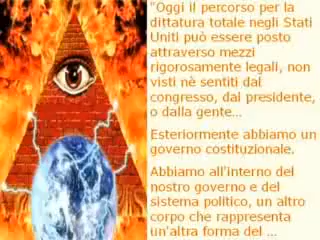 "Oggi il percorso per la
dittatura totale negli Stati
Uniti può essere posto
attraverso mezzi
rigorosamente legali, non
visti nè sentiti dal
congresso, dal presidente,
o dalla gente...
Esteriormente abbiamo un
governo costituzionale.
Abbiamo all'interno del
nostro governo e del
sistema politico, un altro
corpo che rappresenta
un'altra forma del ...